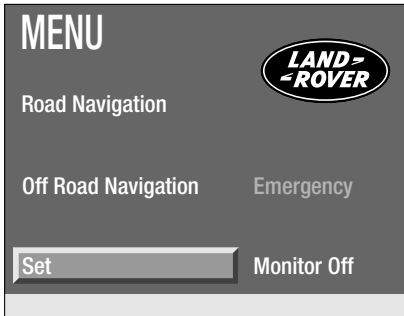 MENU
LAND-
-ROVER
Road Navigation
Off Road Navigation
Emergency
Set
Monitor Off